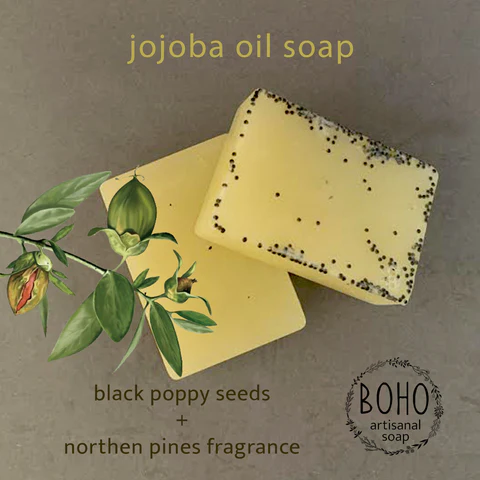 jojoba oil soap
black poppy seeds
+
northen pines fragrance
BOHO
artisanal
soap